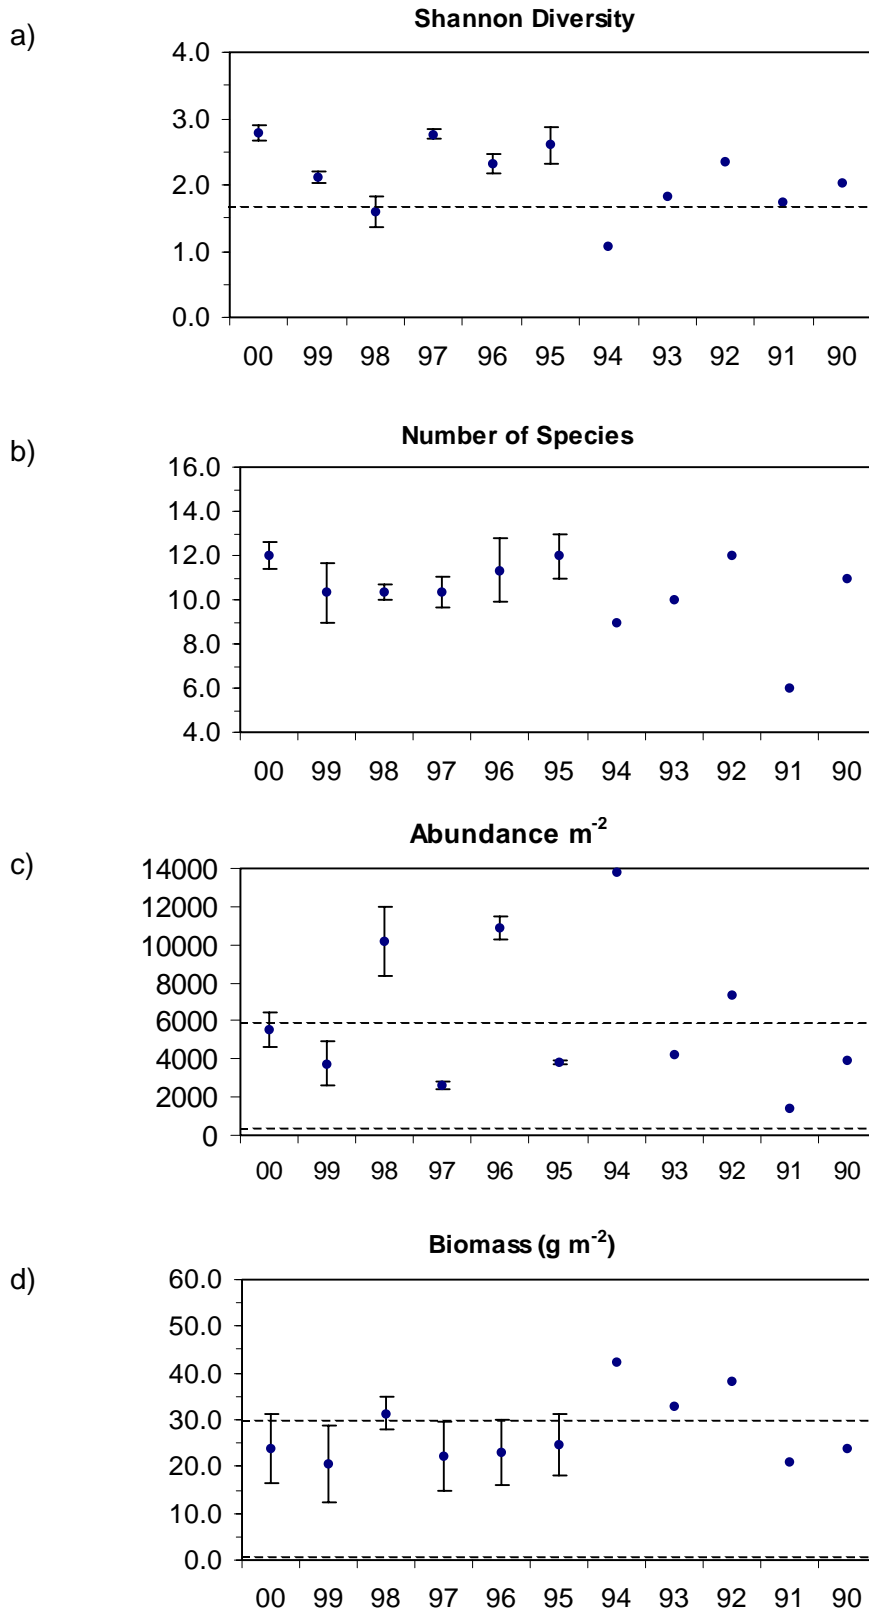 a)
Shannon Diversity
4.0
3.0
2.0
1.0
0.0
00 99 98 97 96 95 94 93 92 91 90
b)
Number of Species
16.0
14.0
12.0
10.0
8.0
6.0
4.0
00 99 98 97 96 95 94 93 92 91 90
c)
Abundance m⁻²
14000
12000
10000
8000
6000
4000
2000
0
00 99 98 97 96 95 94 93 92 91 90
d)
Biomass (g m⁻²)
60.0
50.0
40.0
30.0
20.0
10.0
0.0
00 99 98 97 96 95 94 93 92 91 90